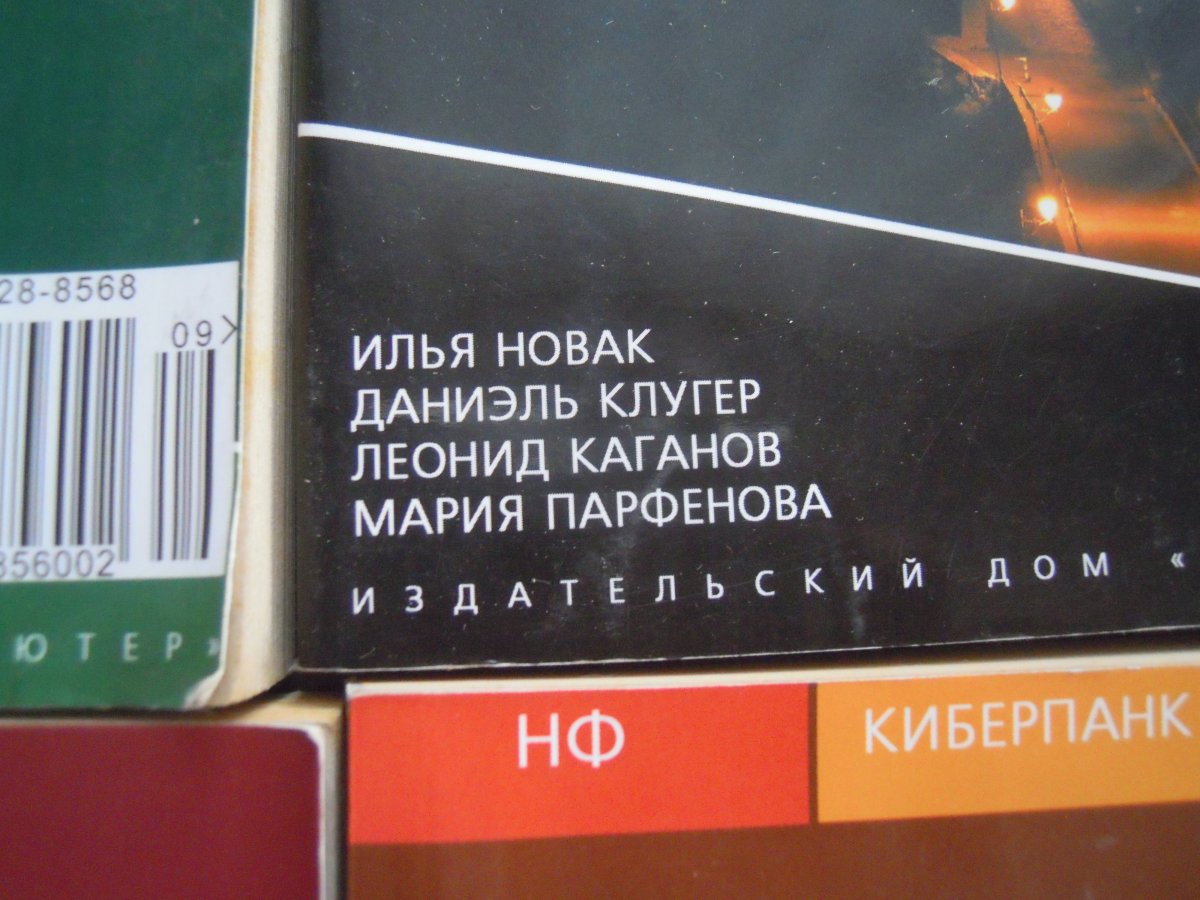 28-8568
09>
856002
ЮТЕР»
ИЛЬЯ НОВАК
ДАНИЭЛЬ КЛУГЕР
ЛЕОНИД КАГАНОВ
МАРИЯ ПАРФЕНОВА
ИЗДАТЕЛЬСКИЙ ДОМ «
НФ
КИБЕРПАНК